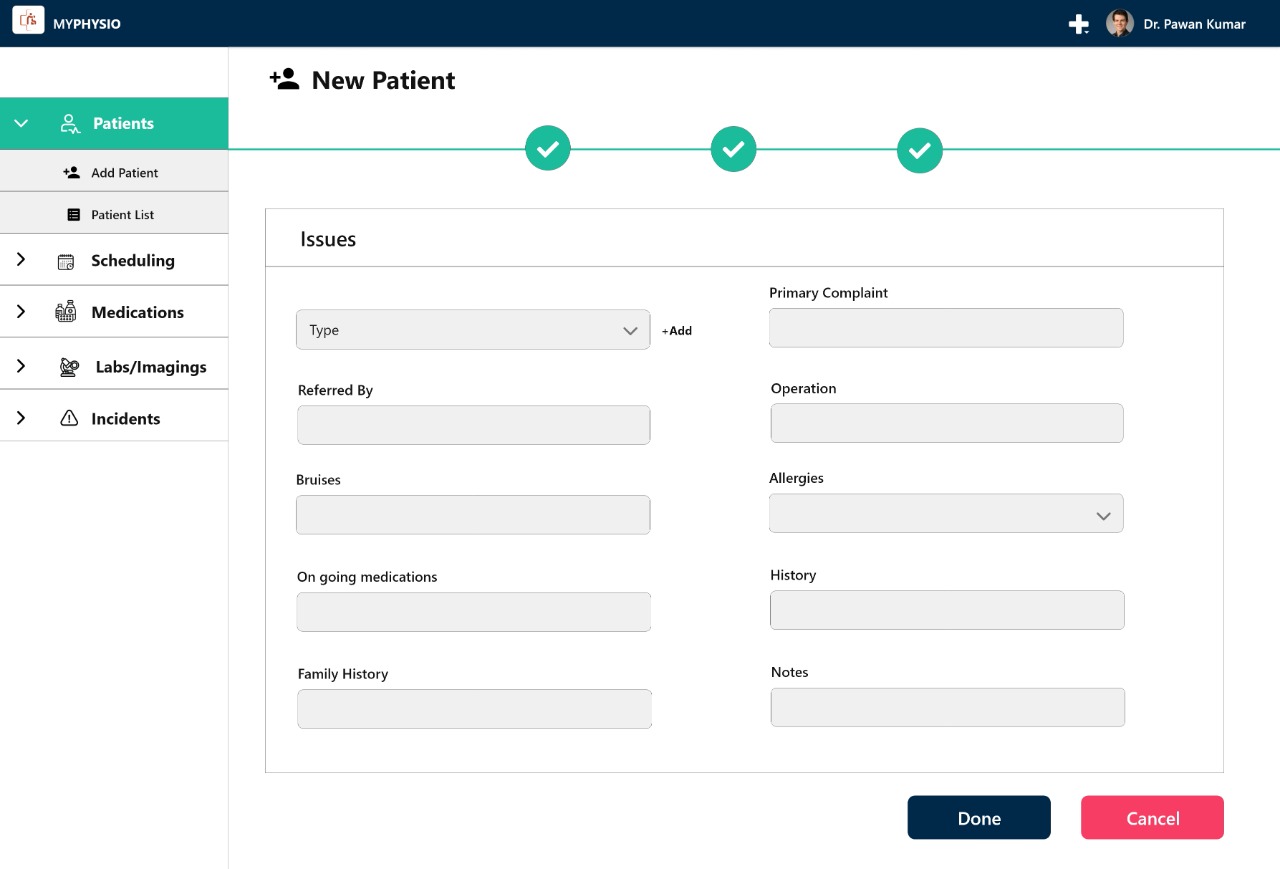 MYPHYSIO
Dr. Pawan Kumar
New Patient
Patients
Add Patient
Patient List
Scheduling
Medications
Labs/Imagings
Incidents
Issues
Type
+Add
Primary Complaint
Referred By
Operation
Bruises
Allergies
On going medications
History
Family History
Notes
Done
Cancel